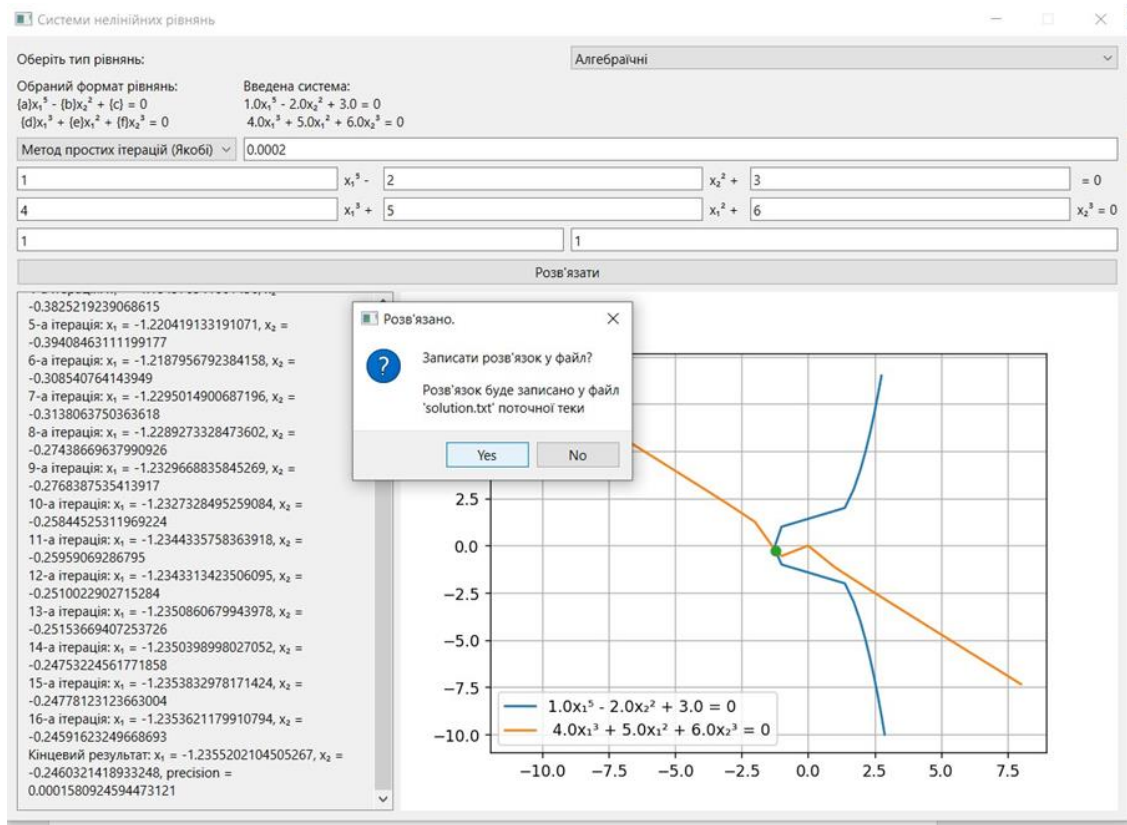 Системи нелінійних рівнянь
Оберіть тип рівнянь:
Алгебраїчні
Обраний формат рівнянь:
Введена система:
{a}x₁⁵ - {b}x₂² + {c} = 0
1.0x₁⁵ - 2.0x₂² + 3.0 = 0
{d}x₁³ + {e}x₁² + {f}x₂³ = 0
4.0x₁³ + 5.0x₁² + 6.0x₂³ = 0
Метод простих ітерацій (Якобі)
0.0002
1 x₁⁵ - 2 x₂² + 3 = 0
4 x₁³ + 5 x₁² + 6 x₂³ = 0
1 1
Розв'язати
-0.3825219239068615
5-а ітерація: x₁ = -1.220419133191071, x₂ =
-0.39408463111199177
6-а ітерація: x₁ = -1.2187956792384158, x₂ =
-0.308540764143949
7-а ітерація: x₁ = -1.2295014900687196, x₂ =
-0.3138063750363618
8-а ітерація: x₁ = -1.2289273328473602, x₂ =
-0.27438669637990926
9-а ітерація: x₁ = -1.2329668835845269, x₂ =
-0.2768387535413917
10-а ітерація: x₁ = -1.2327328495259084, x₂ =
-0.25844525311969224
11-а ітерація: x₁ = -1.2344335758363918, x₂ =
-0.25959069286795
12-а ітерація: x₁ = -1.2343313423506095, x₂ =
-0.2510022902715284
13-а ітерація: x₁ = -1.2350860679943978, x₂ =
-0.25153669407253726
14-а ітерація: x₁ = -1.2350398998027052, x₂ =
-0.24753224561771858
15-а ітерація: x₁ = -1.2353832978171424, x₂ =
-0.24778123123663004
16-а ітерація: x₁ = -1.2353621179910794, x₂ =
-0.24591623249668693
Кінцевий результат: x₁ = -1.2355202104505267, x₂ =
-0.2460321418933248, precision =
0.0001580924594473121
Розв'язано.
Записати розв'язок у файл?
Розв'язок буде записано у файл
'solution.txt' поточної теки
Yes
No
2.5
0.0
−2.5
−5.0
−7.5
−10.0
1.0x₁⁵ - 2.0x₂² + 3.0 = 0
4.0x₁³ + 5.0x₁² + 6.0x₂³ = 0
−10.0 −7.5 −5.0 −2.5 0.0 2.5 5.0 7.5